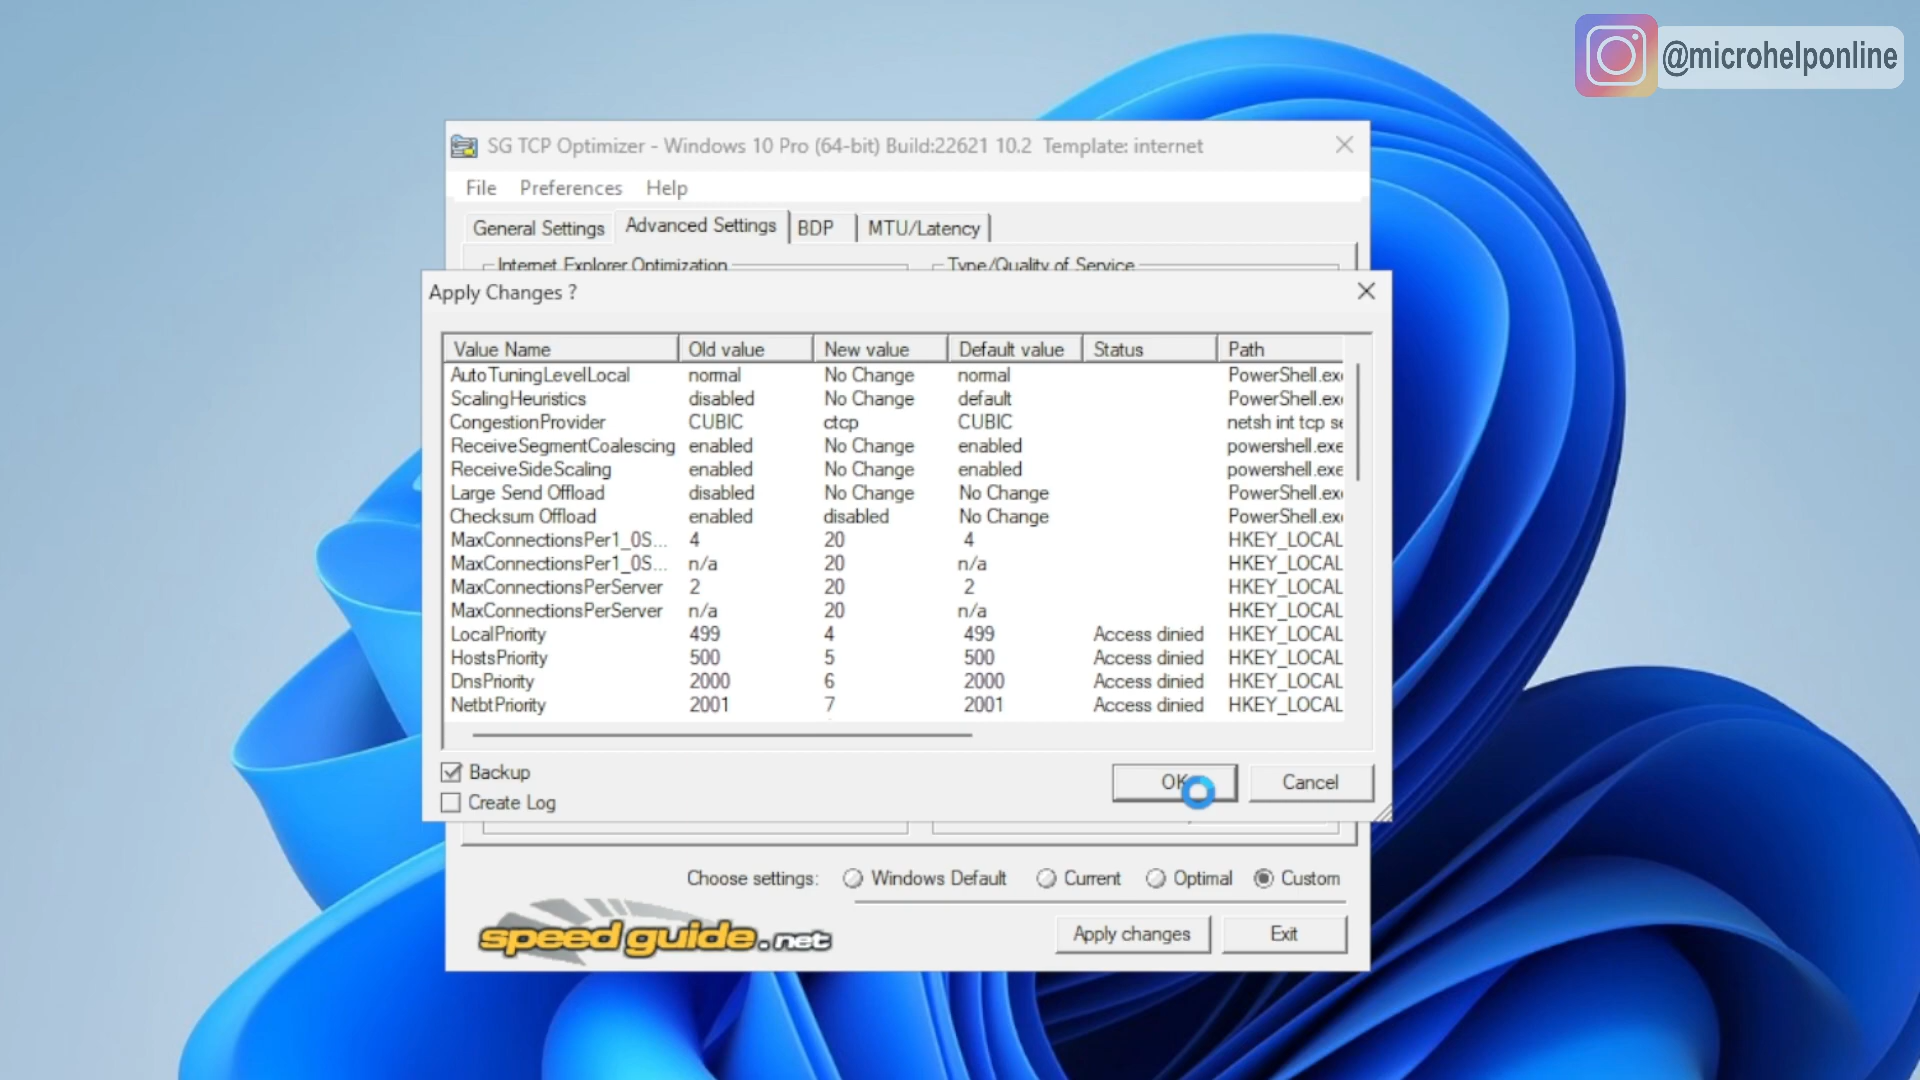 @microhelponline
SG TCP Optimizer - Windows 10 Pro (64-bit) Build:22621 10.2 Template: internet
File Preferences Help
General Settings Advanced Settings BDP MTU/Latency
Internet Explorer Optimization Type/Quality of Service
Apply Changes ?
Value Name Old value New value Default value Status Path
AutoTuningLevelLocal normal No Change normal PowerShell.exe
ScalingHeuristics disabled No Change default PowerShell.exe
CongestionProvider CUBIC ctcp CUBIC netsh int tcp se
ReceiveSegmentCoalescing enabled No Change enabled powershell.exe
ReceiveSideScaling enabled No Change enabled powershell.exe
Large Send Offload disabled No Change No Change PowerShell.exe
Checksum Offload enabled disabled No Change PowerShell.exe
MaxConnectionsPer1_0S... 4 20 4 HKEY_LOCAL
MaxConnectionsPer1_0S... n/a 20 n/a HKEY_LOCAL
MaxConnectionsPerServer 2 20 2 HKEY_LOCAL
MaxConnectionsPerServer n/a 20 n/a HKEY_LOCAL
LocalPriority 499 4 499 Access dinied HKEY_LOCAL
HostsPriority 500 5 500 Access dinied HKEY_LOCAL
DnsPriority 2000 6 2000 Access dinied HKEY_LOCAL
NetbtPriority 2001 7 2001 Access dinied HKEY_LOCAL
Backup
OK Cancel
Create Log
Choose settings: Windows Default Current Optimal Custom
speedguide.net
Apply changes Exit